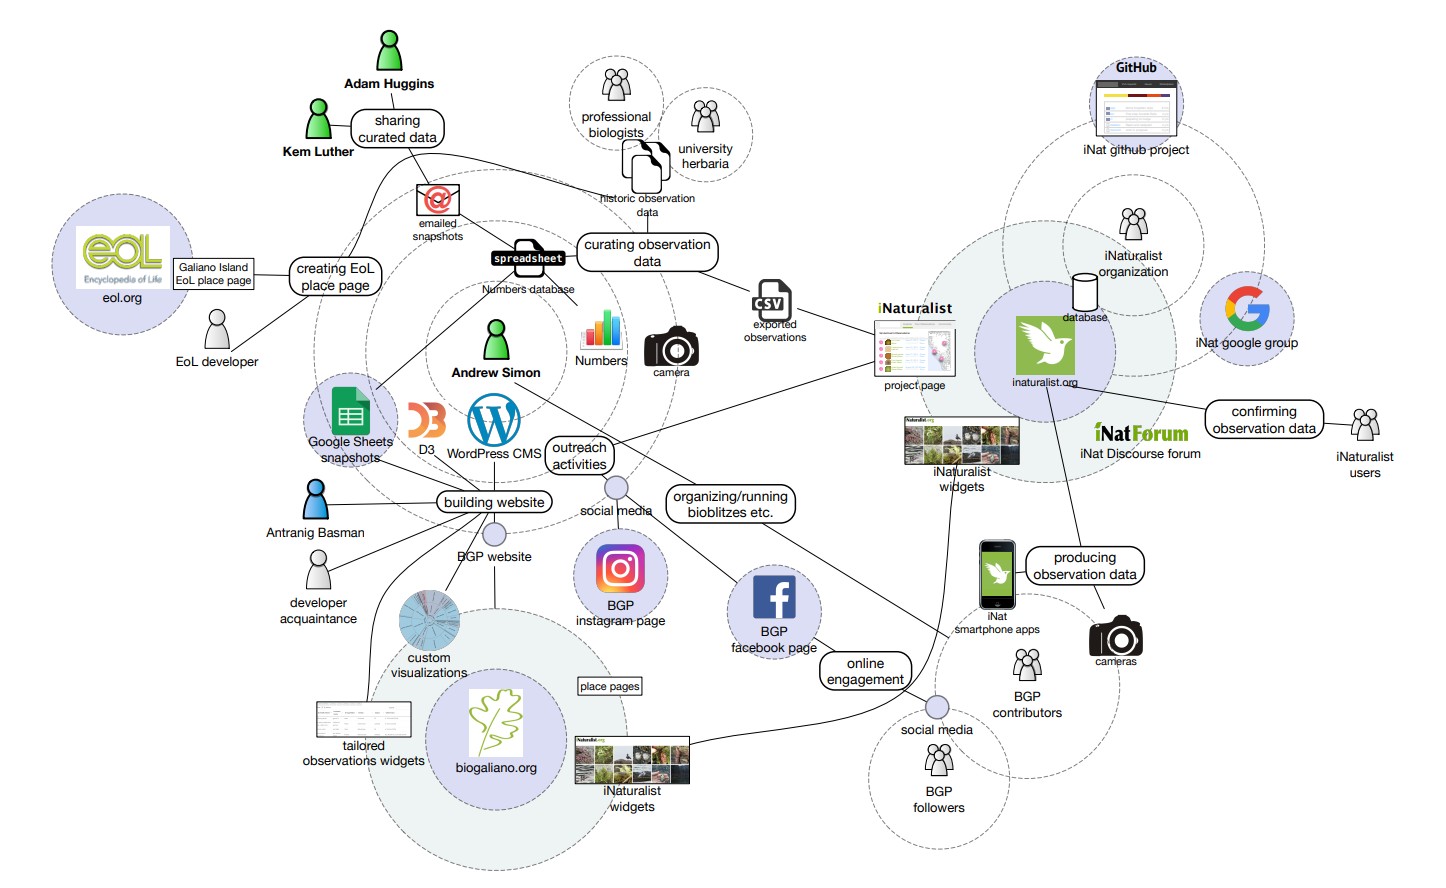 Adam Huggins
sharing
curated data
Kem Luther
professional
biologists
university
herbaria
historic observation
data
GitHub
iNat github project
@
emailed
snapshots
eol
Encyclopedia of Life
eol.org
Galiano Island
EoL place page
creating EoL
place page
EoL developer
spreadsheet
Numbers database
curating observation
data
CSV
exported
observations
iNaturalist
project page
iNaturalist
organization
database
iNat google group
inaturalist.org
Andrew Simon
Numbers
camera
Google Sheets
snapshots
D3
WordPress CMS
outreach
activities
iNaturalist
widgets
iNatForum
iNat Discourse forum
confirming
observation data
iNaturalist
users
building website
Antranig Basman
developer
acquaintance
BGP website
social media
organizing/running
bioblitzes etc.
BGP
instagram page
BGP
facebook page
producing
observation data
iNat
smartphone apps
cameras
custom
visualizations
online
engagement
BGP
contributors
place pages
social media
tailored
observations widgets
biogaliano.org
iNaturalist
widgets
BGP
followers